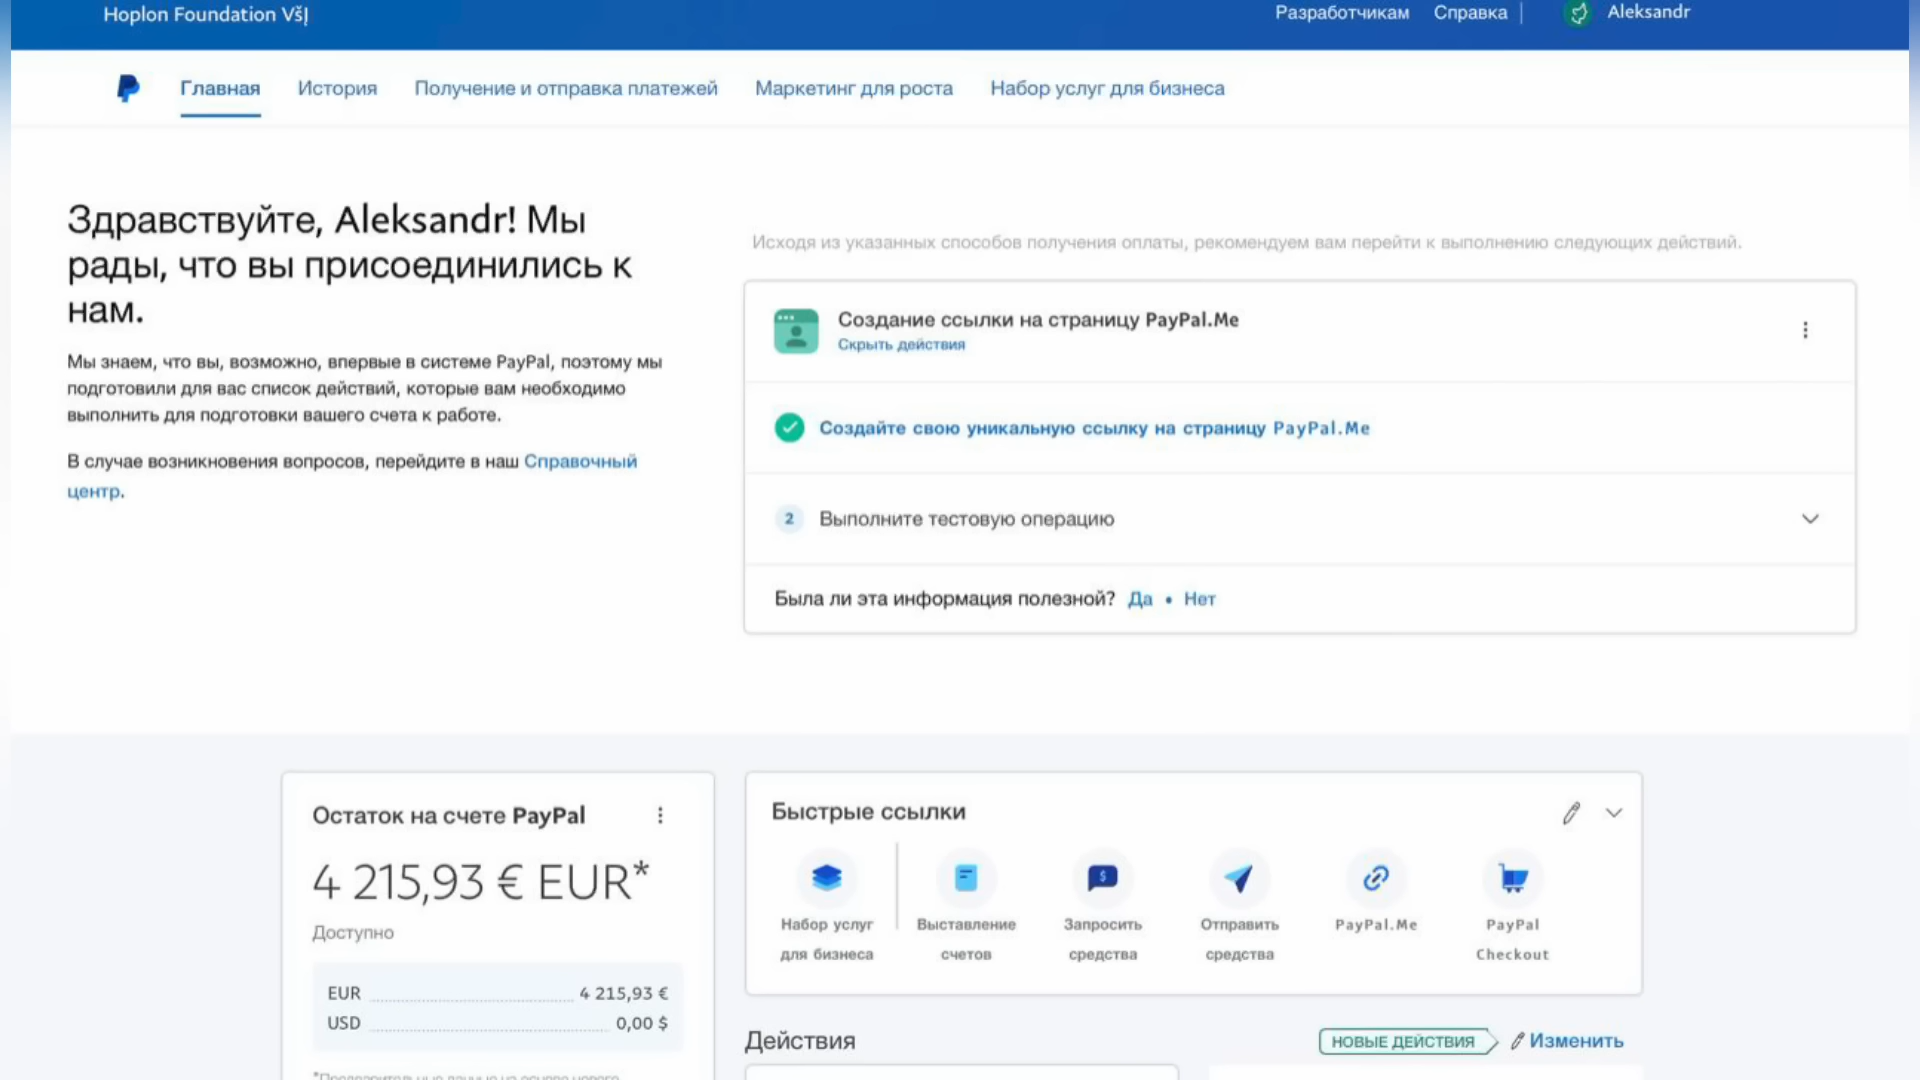 Hoplon Foundation VšĮ
Разработчикам Справка Aleksandr
Главная История Получение и отправка платежей Маркетинг для роста Набор услуг для бизнеса
Здравствуйте, Aleksandr! Мы
рады, что вы присоединились к
нам.
Мы знаем, что вы, возможно, впервые в системе PayPal, поэтому мы
подготовили для вас список действий, которые вам необходимо
выполнить для подготовки вашего счета к работе.
В случае возникновения вопросов, перейдите в наш Справочный
центр.
Исходя из указанных способов получения оплаты, рекомендуем вам перейти к выполнению следующих действий.
Создание ссылки на страницу PayPal.Me
Скрыть действия
Создайте свою уникальную ссылку на страницу PayPal.Me
2 Выполните тестовую операцию
Была ли эта информация полезной? Да • Нет
Остаток на счете PayPal
4 215,93 € EUR*
Доступно
EUR 4 215,93 €
USD 0,00 $
Быстрые ссылки
Набор услуг
для бизнеса
Выставление
счетов
Запросить
средства
Отправить
средства
PayPal.Me
PayPal
Checkout
Действия
НОВЫЕ ДЕЙСТВИЯ Изменить